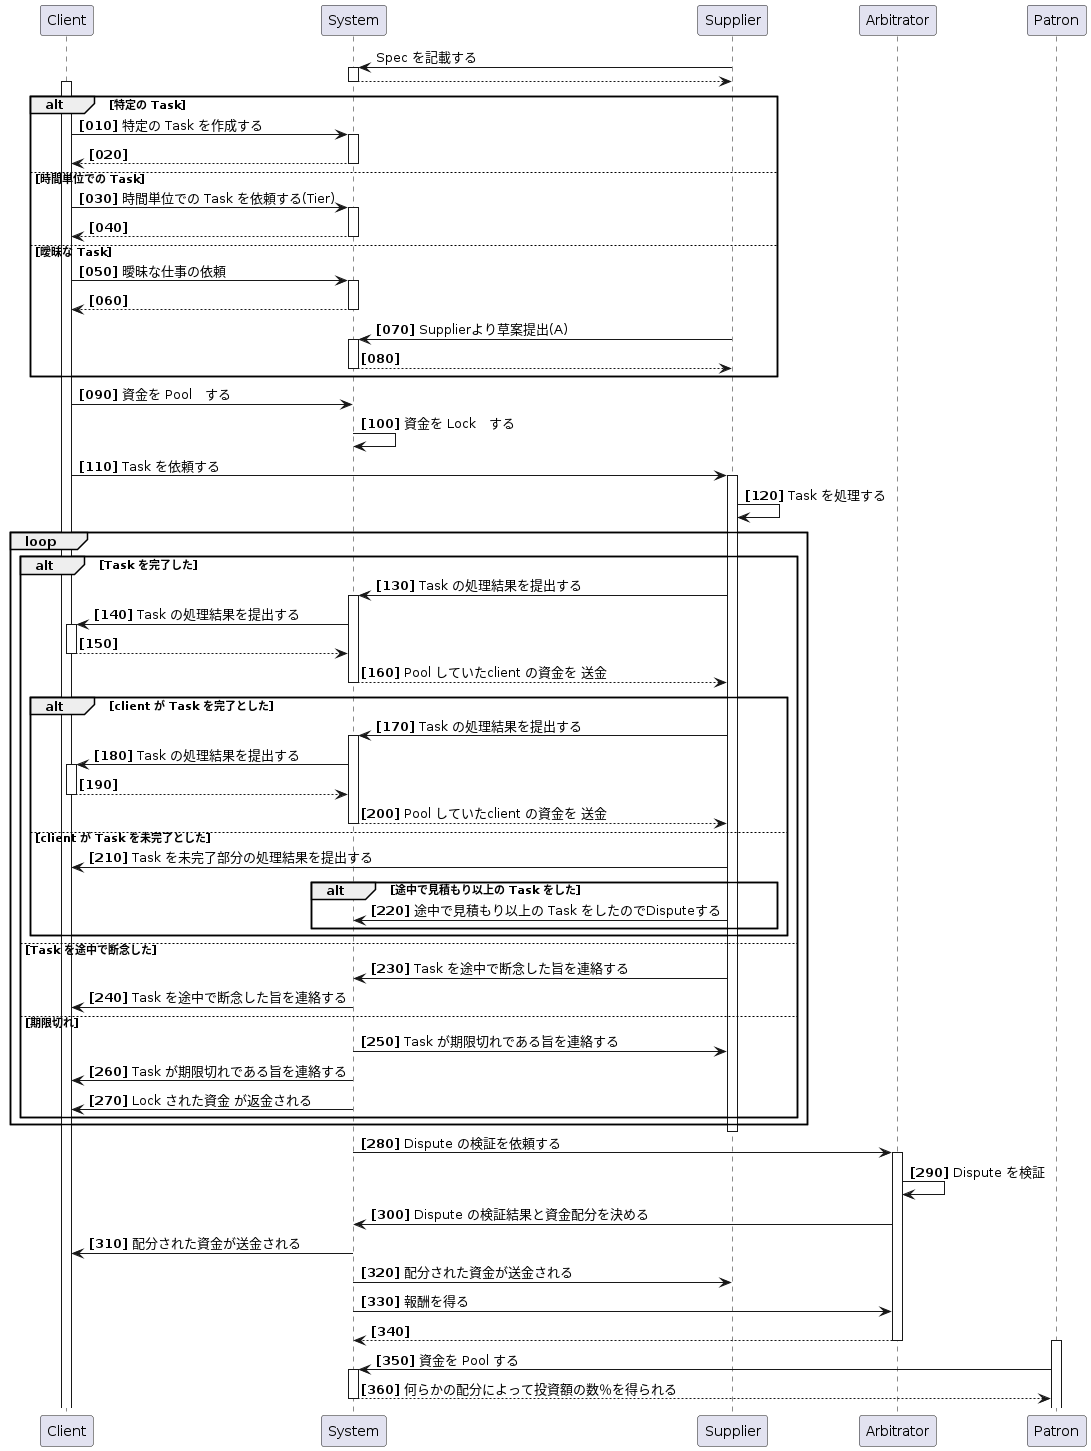 Client System Supplier Arbitrator Patron
Spec を記載する
alt [特定の Task]
[010] 特定の Task を作成する
[020]
[時間単位での Task]
[030] 時間単位での Task を依頼する(Tier)
[040]
[曖昧な Task]
[050] 曖昧な仕事の依頼
[060]
[070] Supplierより草案提出(A)
[080]
[090] 資金を Pool　する
[100] 資金を Lock　する
[110] Task を依頼する
[120] Task を処理する
loop
alt [Task を完了した]
[130] Task の処理結果を提出する
[140] Task の処理結果を提出する
[150]
[160] Pool していたclient の資金を 送金
alt [client が Task を完了とした]
[170] Task の処理結果を提出する
[180] Task の処理結果を提出する
[190]
[200] Pool していたclient の資金を 送金
[client が Task を未完了とした]
[210] Task を未完了部分の処理結果を提出する
alt [途中で見積もり以上の Task をした]
[220] 途中で見積もり以上の Task をしたのでDisputeする
[Task を途中で断念した]
[230] Task を途中で断念した旨を連絡する
[240] Task を途中で断念した旨を連絡する
[期限切れ]
[250] Task が期限切れである旨を連絡する
[260] Task が期限切れである旨を連絡する
[270] Lock された資金 が返金される
[280] Dispute の検証を依頼する
[290] Dispute を検証
[300] Dispute の検証結果と資金配分を決める
[310] 配分された資金が送金される
[320] 配分された資金が送金される
[330] 報酬を得る
[340]
[350] 資金を Pool する
[360] 何らかの配分によって投資額の数%を得られる
Client System Supplier Arbitrator Patron